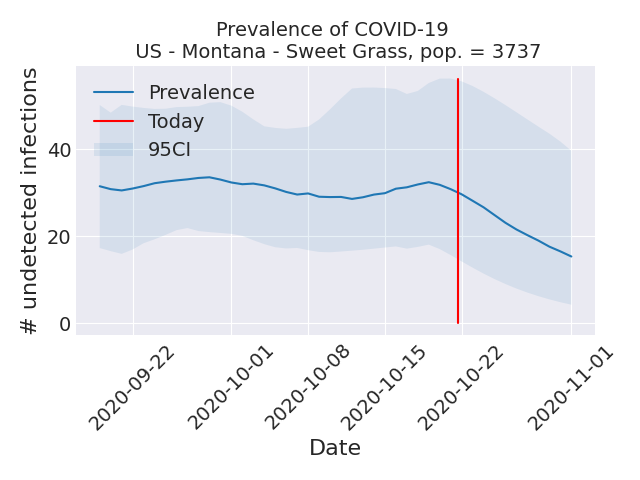 Prevalence of COVID-19
US - Montana - Sweet Grass, pop. = 3737
# undetected infections
40
20
0
Prevalence
Today
95CI
2020-09-22
2020-10-01
2020-10-08
2020-10-15
2020-10-22
2020-11-01
Date